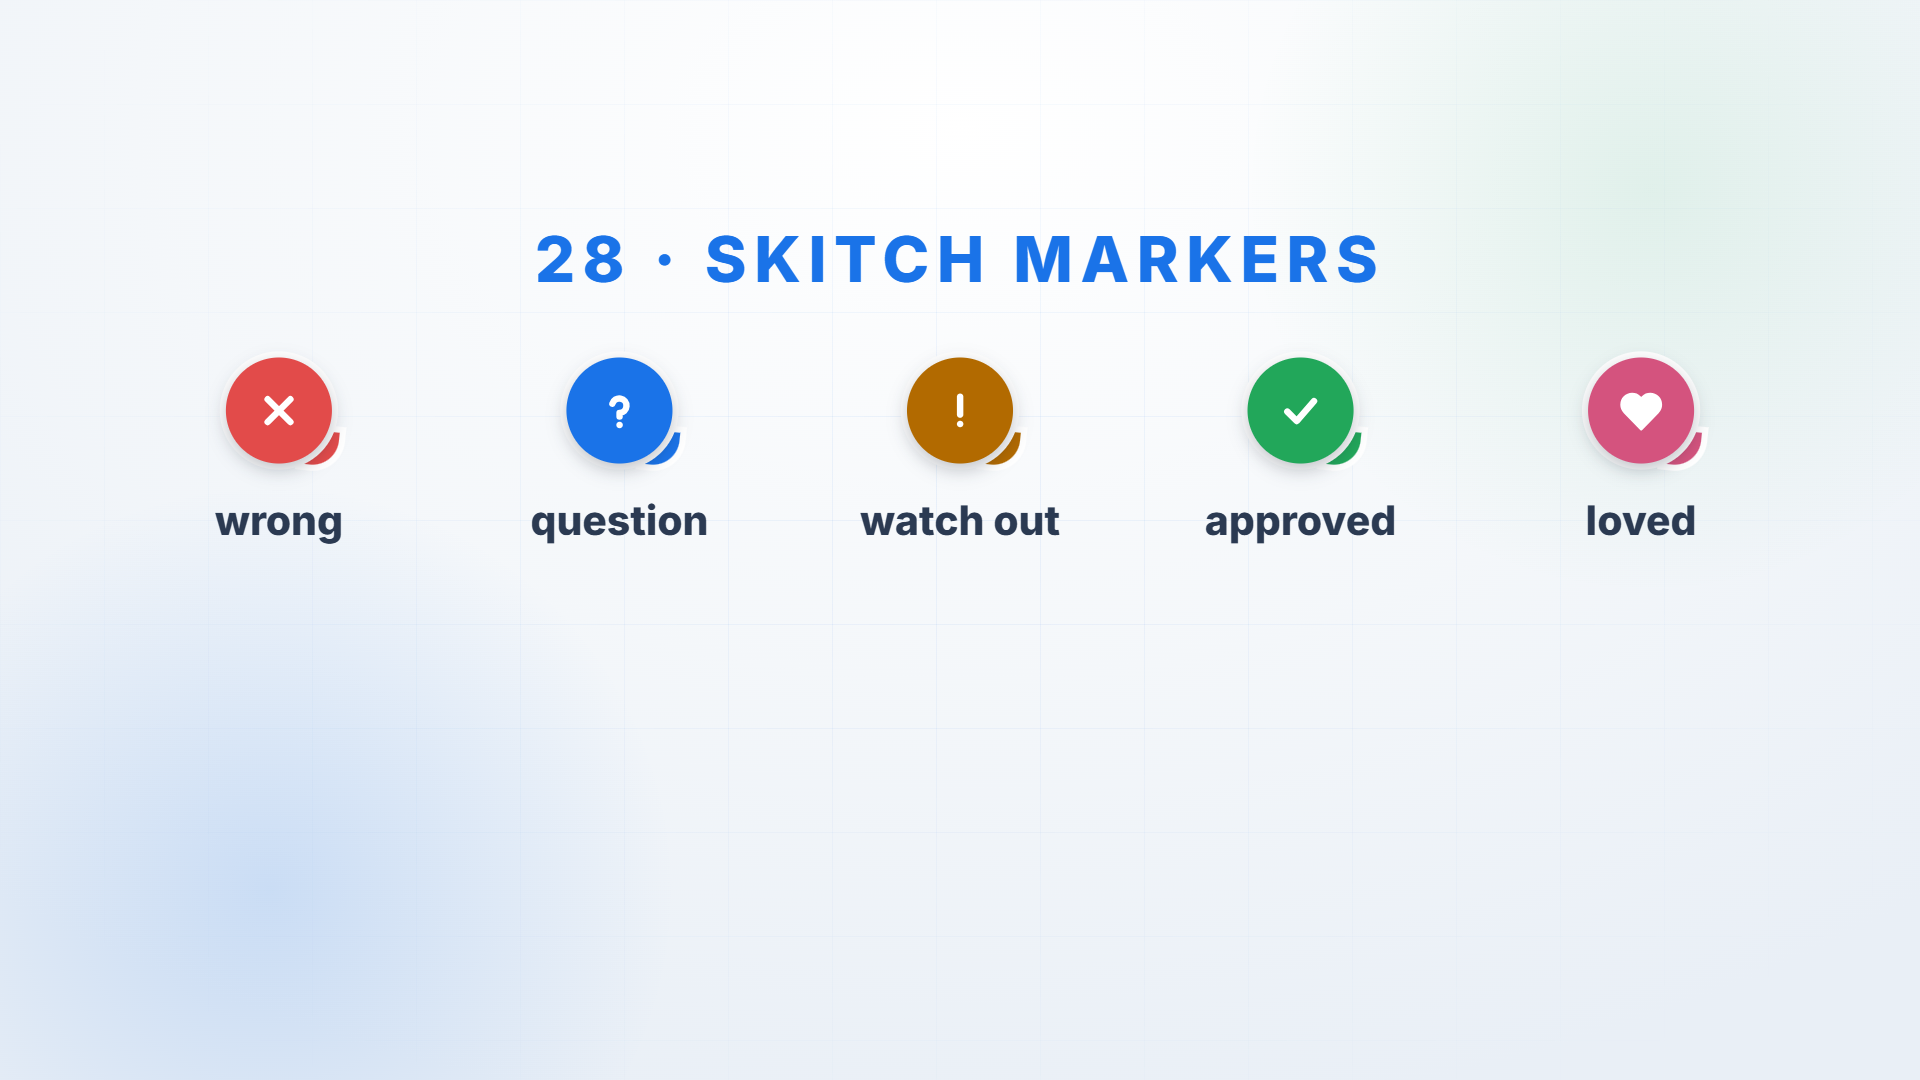 28 · SKITCH MARKERS
wrong
question
watch out
approved
loved